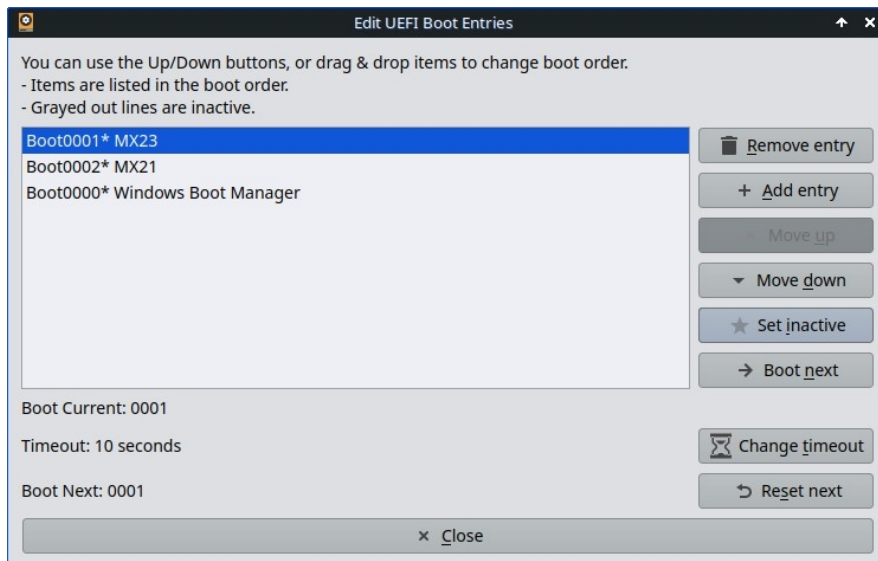 Edit UEFI Boot Entries
You can use the Up/Down buttons, or drag & drop items to change boot order.
- Items are listed in the boot order.
- Grayed out lines are inactive.
Boot0001* MX23
Boot0002* MX21
Boot0000* Windows Boot Manager
Remove entry
+ Add entry
Move up
Move down
Set inactive
Boot next
Boot Current: 0001
Timeout: 10 seconds
Change timeout
Boot Next: 0001
Reset next
Close